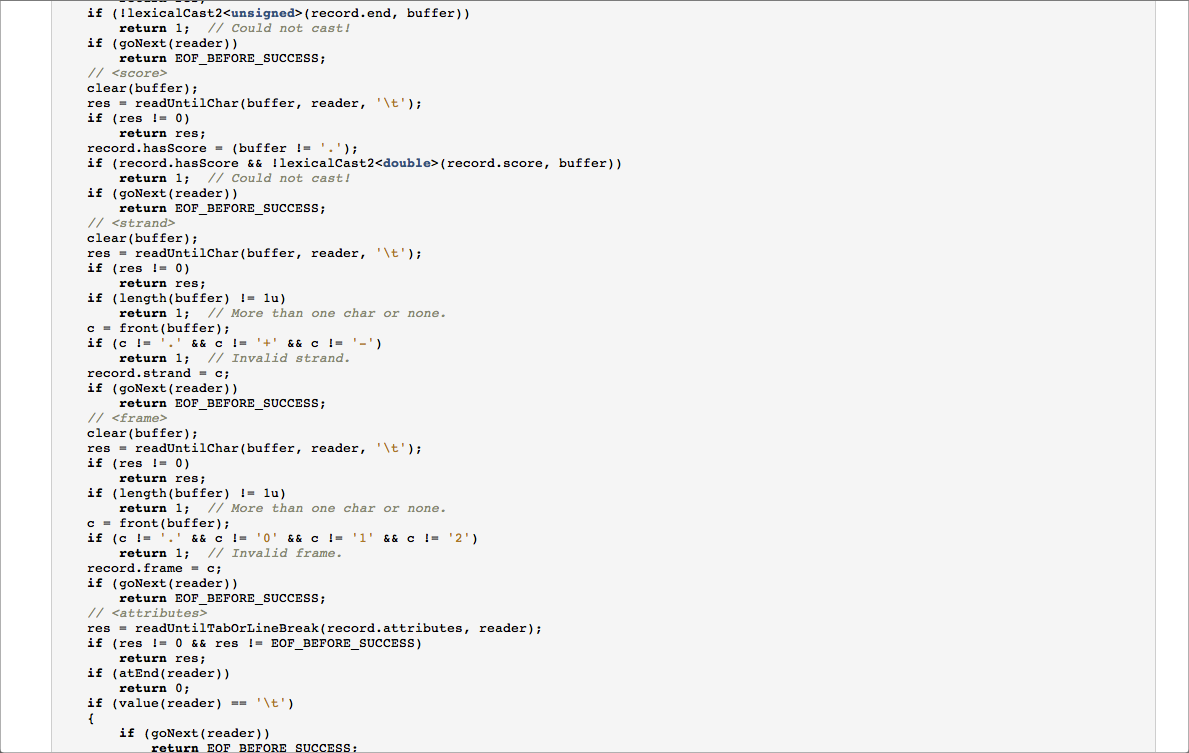 if (!lexicalCast2<unsigned>(record.end, buffer))
return 1;  // Could not cast!
if (goNext(reader))
return EOF_BEFORE_SUCCESS;
// <score>
clear(buffer);
res = readUntilChar(buffer, reader, '\t');
if (res != 0)
return res;
record.hasScore = (buffer != '.');
if (record.hasScore && !lexicalCast2<double>(record.score, buffer))
return 1;  // Could not cast!
if (goNext(reader))
return EOF_BEFORE_SUCCESS;
// <strand>
clear(buffer);
res = readUntilChar(buffer, reader, '\t');
if (res != 0)
return res;
if (length(buffer) != 1u)
return 1;  // More than one char or none.
c = front(buffer);
if (c != '.' && c != '+' && c != '-')
return 1;  // Invalid strand.
record.strand = c;
if (goNext(reader))
return EOF_BEFORE_SUCCESS;
// <frame>
clear(buffer);
res = readUntilChar(buffer, reader, '\t');
if (res != 0)
return res;
if (length(buffer) != 1u)
return 1;  // More than one char or none.
c = front(buffer);
if (c != '.' && c != '0' && c != '1' && c != '2')
return 1;  // Invalid frame.
record.frame = c;
if (goNext(reader))
return EOF_BEFORE_SUCCESS;
// <attributes>
res = readUntilTabOrLineBreak(record.attributes, reader);
if (res != 0 && res != EOF_BEFORE_SUCCESS)
return res;
if (atEnd(reader))
return 0;
if (value(reader) == '\t')
{
if (goNext(reader))
return EOF_BEFORE_SUCCESS;